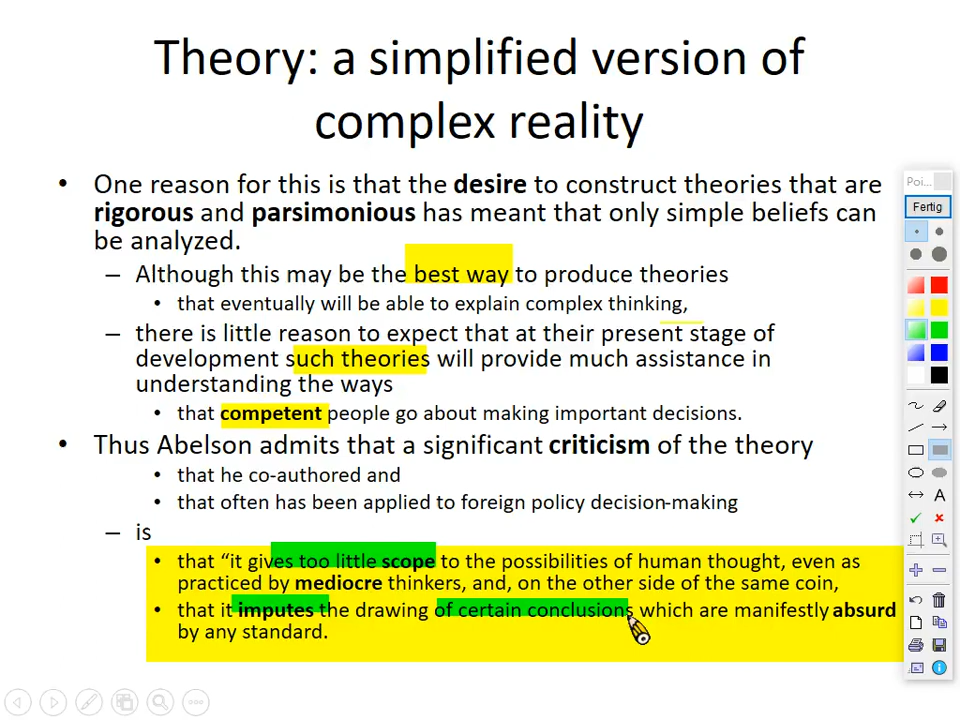 Theory: a simplified version of
complex reality
• One reason for this is that the desire to construct theories that are
rigorous and parsimonious has meant that only simple beliefs can
be analyzed.
– Although this may be the best way to produce theories
• that eventually will be able to explain complex thinking,
– there is little reason to expect that at their present stage of
development such theories will provide much assistance in
understanding the ways
• that competent people go about making important decisions.
• Thus Abelson admits that a significant criticism of the theory
• that he co-authored and
• that often has been applied to foreign policy decision-making
– is
• that “it gives too little scope to the possibilities of human thought, even as
practiced by mediocre thinkers, and, on the other side of the same coin,
• that it imputes the drawing of certain conclusions which are manifestly absurd
by any standard.
Poi...
Fertig
A